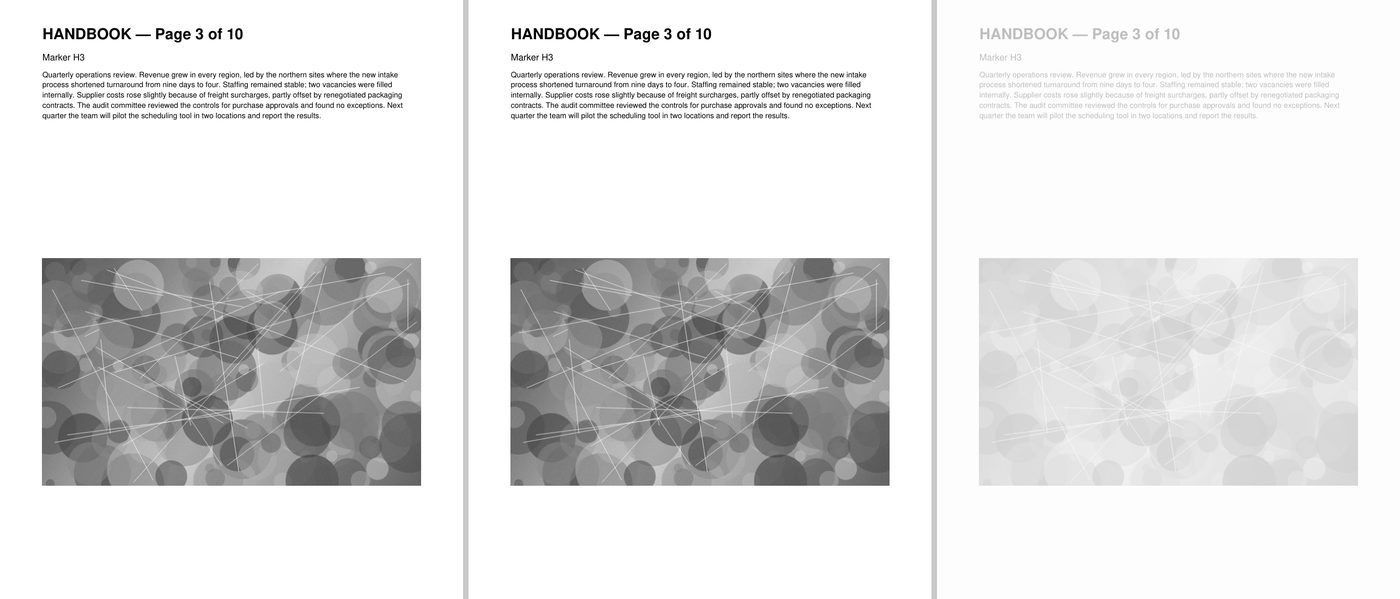 HANDBOOK — Page 3 of 10
Marker H3
Quarterly operations review. Revenue grew in every region, led by the northern sites where the new intake
process shortened turnaround from nine days to four. Staffing remained stable; two vacancies were filled
internally. Supplier costs rose slightly because of freight surcharges, partly offset by renegotiated packaging
contracts. The audit committee reviewed the controls for purchase approvals and found no exceptions. Next
quarter the team will pilot the scheduling tool in two locations and report the results.
HANDBOOK — Page 3 of 10
Marker H3
Quarterly operations review. Revenue grew in every region, led by the northern sites where the new intake
process shortened turnaround from nine days to four. Staffing remained stable; two vacancies were filled
internally. Supplier costs rose slightly because of freight surcharges, partly offset by renegotiated packaging
contracts. The audit committee reviewed the controls for purchase approvals and found no exceptions. Next
quarter the team will pilot the scheduling tool in two locations and report the results.
HANDBOOK — Page 3 of 10
Marker H3
Quarterly operations review. Revenue grew in every region, led by the northern sites where the new intake
process shortened turnaround from nine days to four. Staffing remained stable; two vacancies were filled
internally. Supplier costs rose slightly because of freight surcharges, partly offset by renegotiated packaging
contracts. The audit committee reviewed the controls for purchase approvals and found no exceptions. Next
quarter the team will pilot the scheduling tool in two locations and report the results.